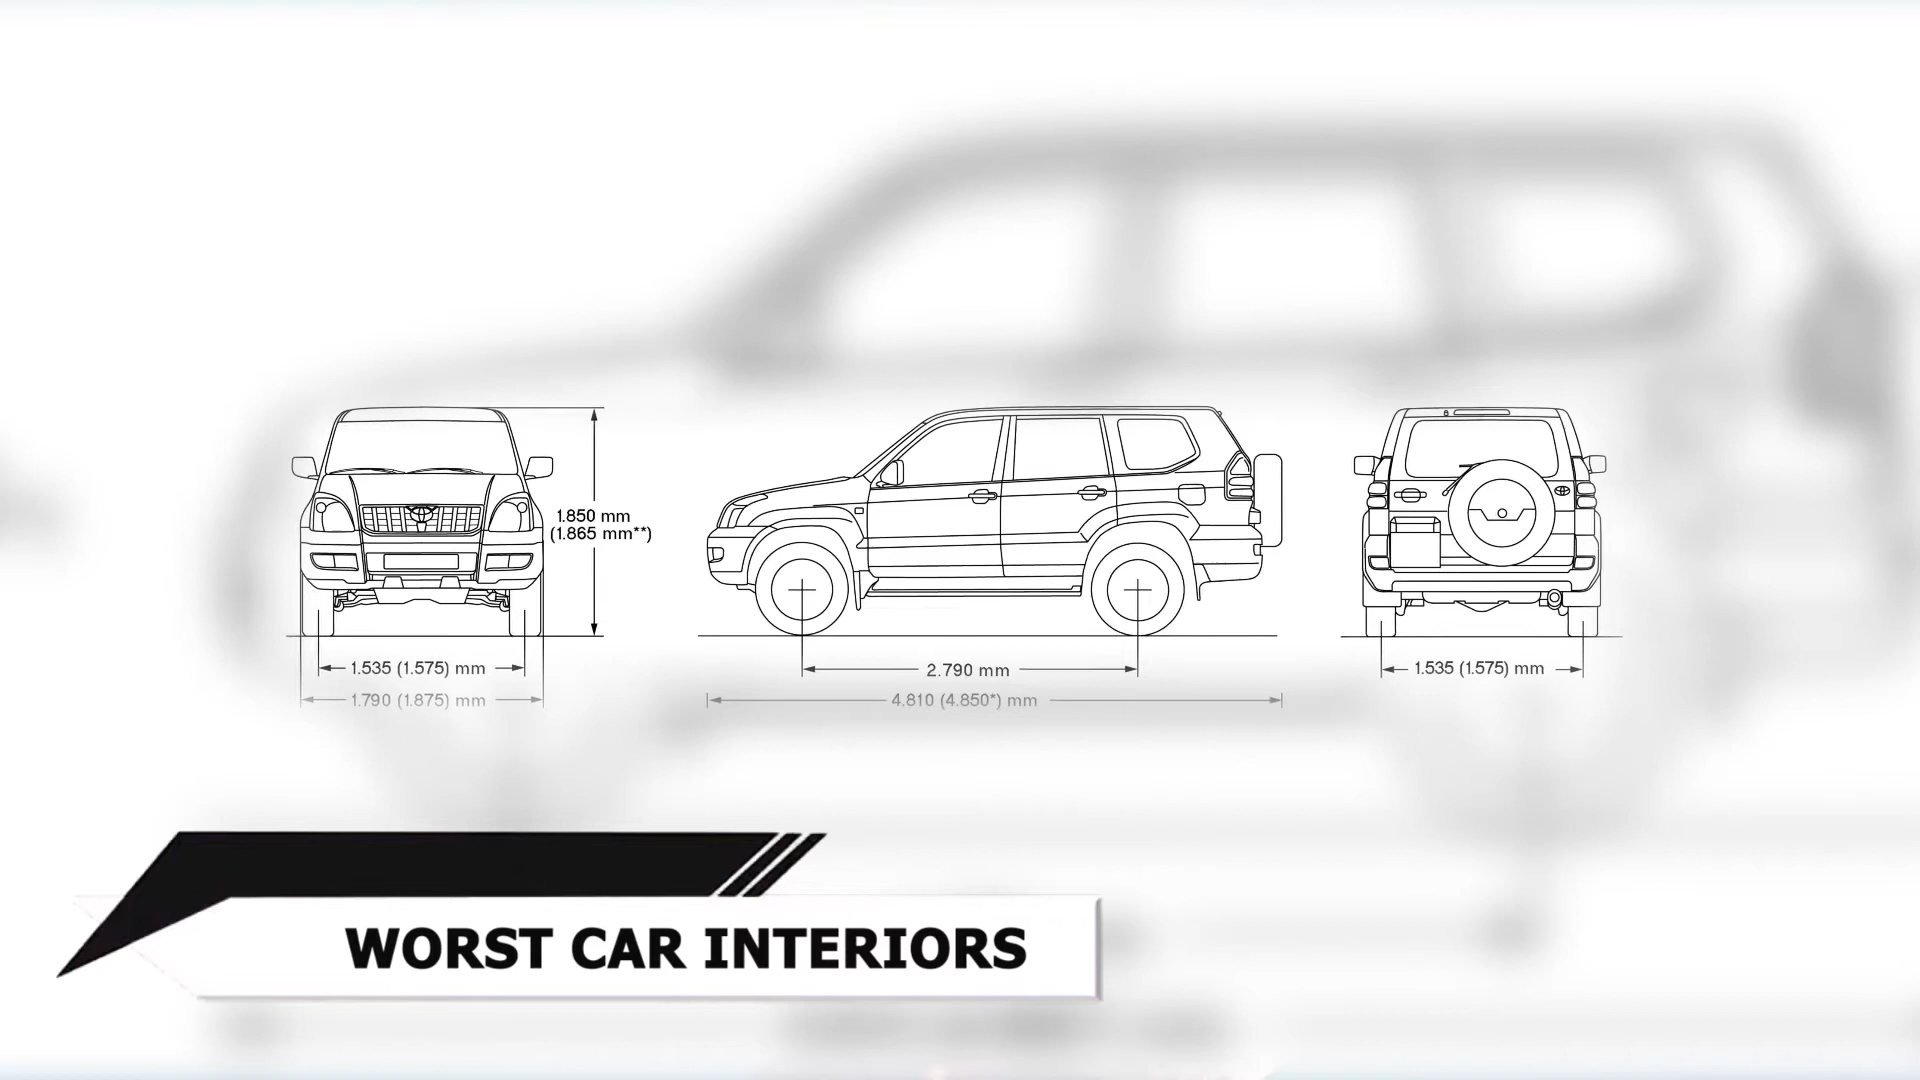 1.850 mm
(1.865 mm**)
1.535 (1.575) mm
1.790 (1.875) mm
2.790 mm
4.810 (4.850*) mm
1.535 (1.575) mm
WORST CAR INTERIORS